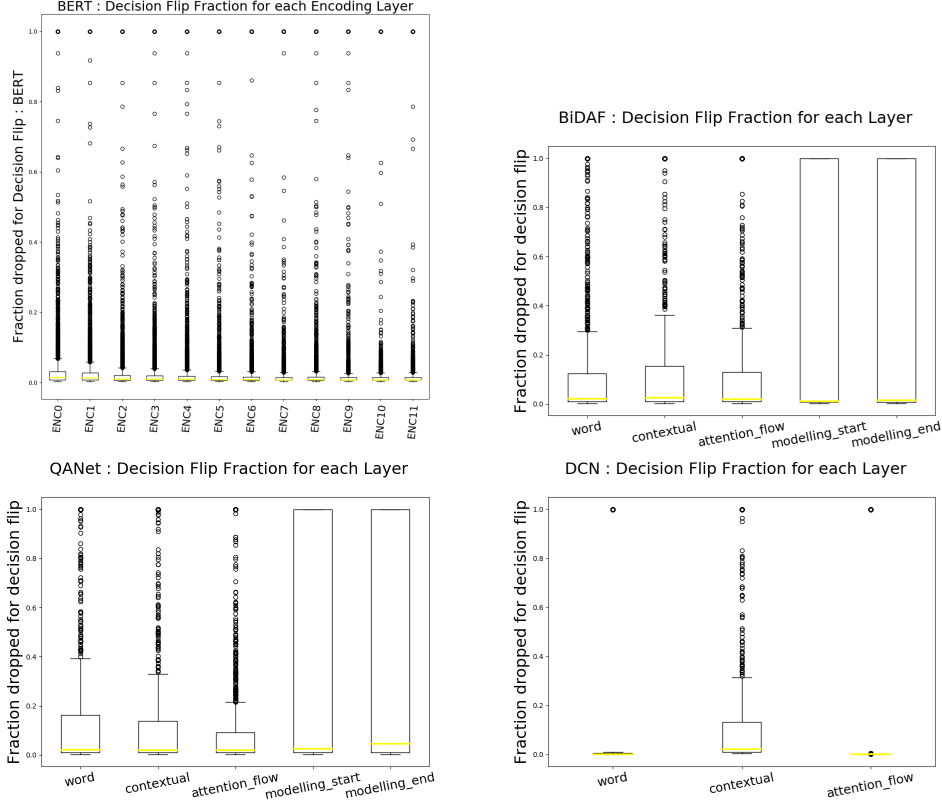 BERT : Decision Flip Fraction for each Encoding Layer
Fraction dropped for Decision Flip : BERT
1.0
0.8
0.6
0.4
0.2
0.0
ENC0
ENC1
ENC2
ENC3
ENC4
ENC5
ENC6
ENC7
ENC8
ENC9
ENC10
ENC11
BiDAF : Decision Flip Fraction for each Layer
Fraction dropped for decision flip
1.0
0.8
0.6
0.4
0.2
0.0
word
contextual
attention_flow
modelling_start
modelling_end
QANet : Decision Flip Fraction for each Layer
Fraction dropped for decision flip
1.0
0.8
0.6
0.4
0.2
0.0
word
contextual
attention_flow
modelling_start
modelling_end
DCN : Decision Flip Fraction for each Layer
Fraction dropped for decision flip
1.0
0.8
0.6
0.4
0.2
0.0
word
contextual
attention_flow